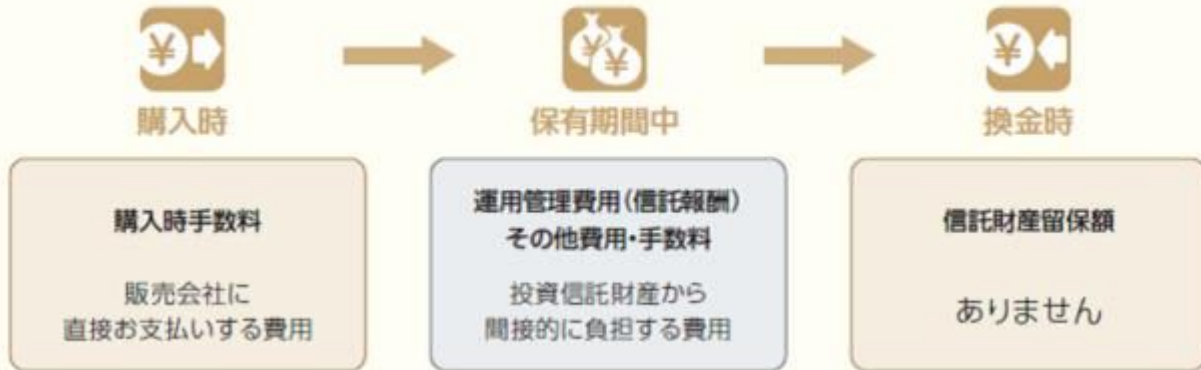 購入時
保有期間中
換金時
購入時手数料
販売会社に
直接お支払いする費用
運用管理費用(信託報酬)
その他費用・手数料
投資信託財産から
間接的に負担する費用
信託財産留保額
ありません